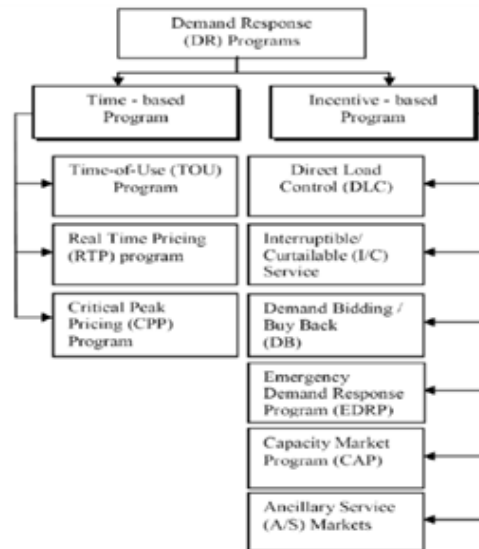 Demand Response
(DR) Programs
Time - based
Program
Incentive - based
Program
Time-of-Use (TOU)
Program
Real Time Pricing
(RTP) program
Critical Peak
Pricing (CPP)
Program
Direct Load
Control (DLC)
Interruptible/
Curtailable (I/C)
Service
Demand Bidding /
Buy Back
(DB)
Emergency
Demand Response
Program (EDRP)
Capacity Market
Program (CAP)
Ancillary Service
(A/S) Markets